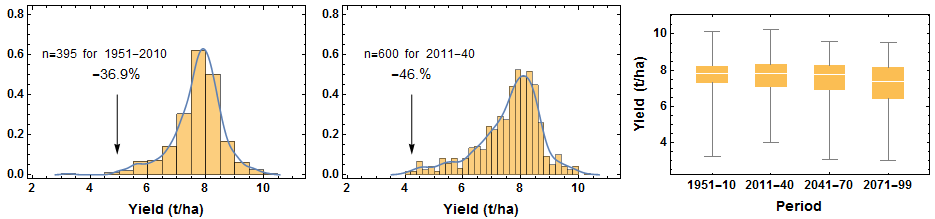 0.8
0.6
0.4
0.2
0.0
n=395 for 1951−2010
−36.9%
2 4 6 8 10
Yield (t/ha)
0.8
0.6
0.4
0.2
0.0
n=600 for 2011−40
−46.%
2 4 6 8 10
Yield (t/ha)
Yield (t/ha)
10
8
6
4
1951−10 2011−40 2041−70 2071−99
Period